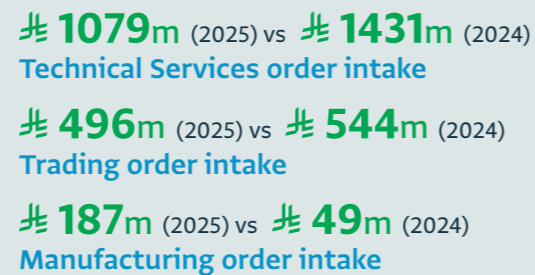 ⃁ 1079m (2025) vs ⃁ 1431m (2024)
Technical Services order intake
⃁ 496m (2025) vs ⃁ 544m (2024)
Trading order intake
⃁ 187m (2025) vs ⃁ 49m (2024)
Manufacturing order intake